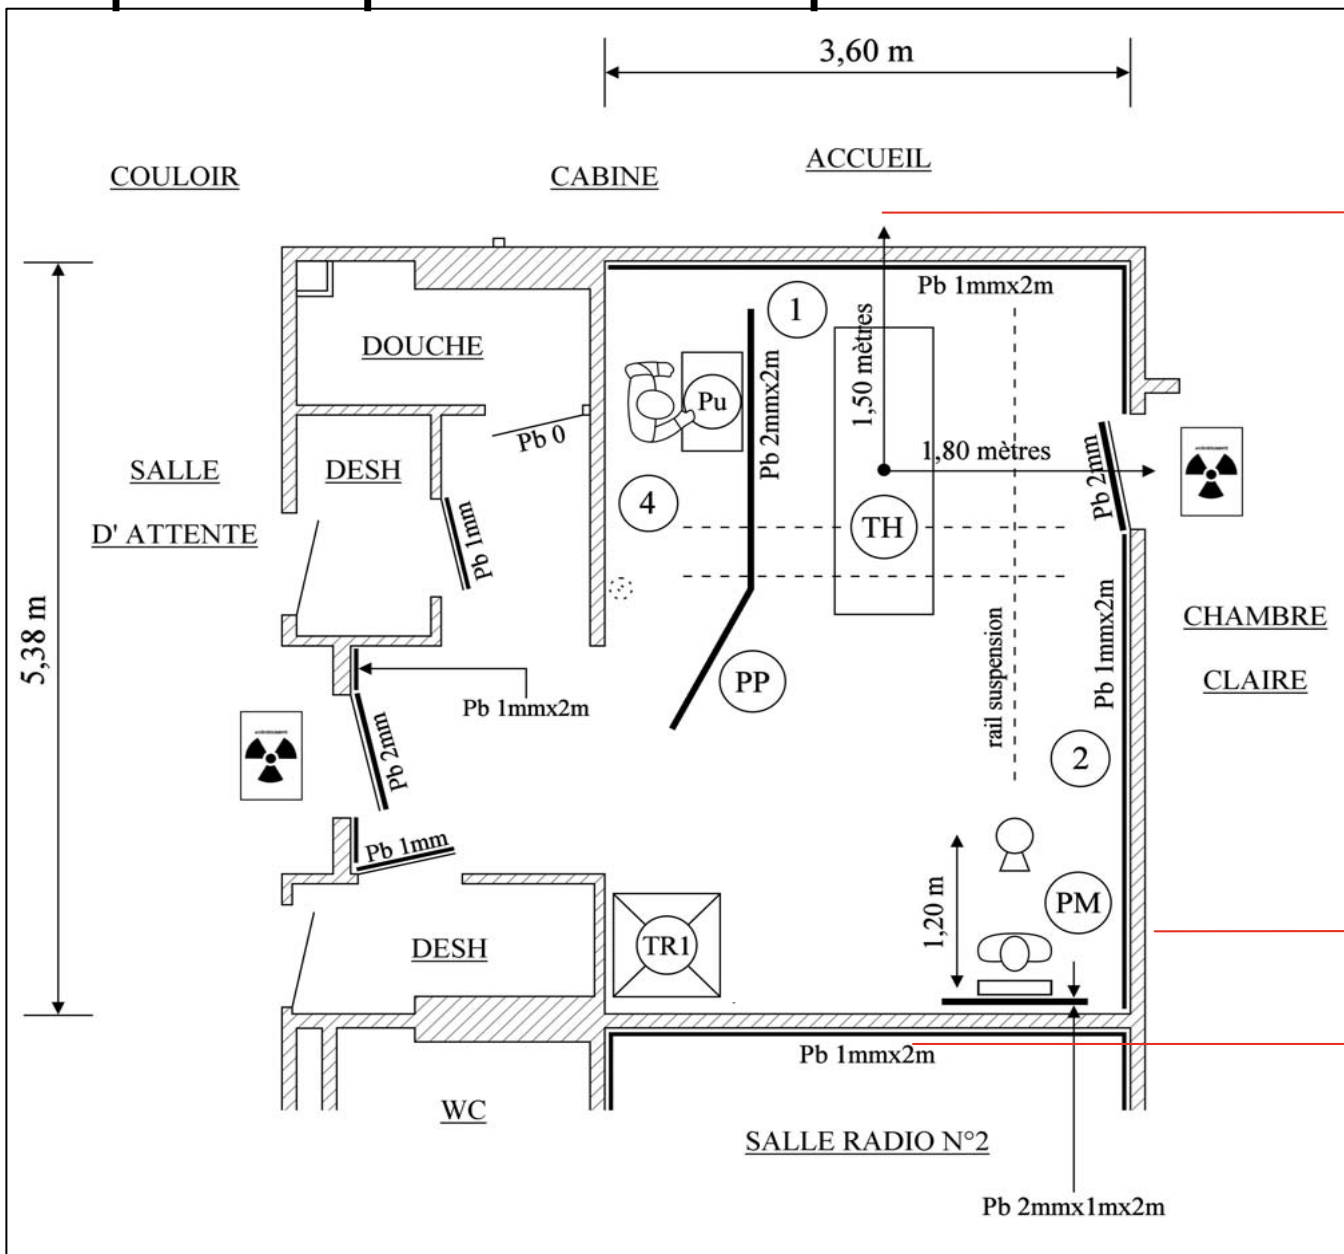 3,60 m
COULOIR
CABINE
ACCUEIL
Pb 1mmx2m
1
DOUCHE
1,50 mètres
Pb 2mmx2m
Pu
Pb 0
SALLE
D' ATTENTE
DESH
1,80 mètres
Pb 2mm
4
TH
Pb 1mm
5,38 m
CHAMBRE
CLAIRE
Pb 1mmx2m
rail suspension
PP
Pb 1mmx2m
Pb 2mm
2
Pb 1mm
1,20 m
PM
DESH
TR1
Pb 1mmx2m
WC
SALLE RADIO N°2
Pb 2mmx1mx2m